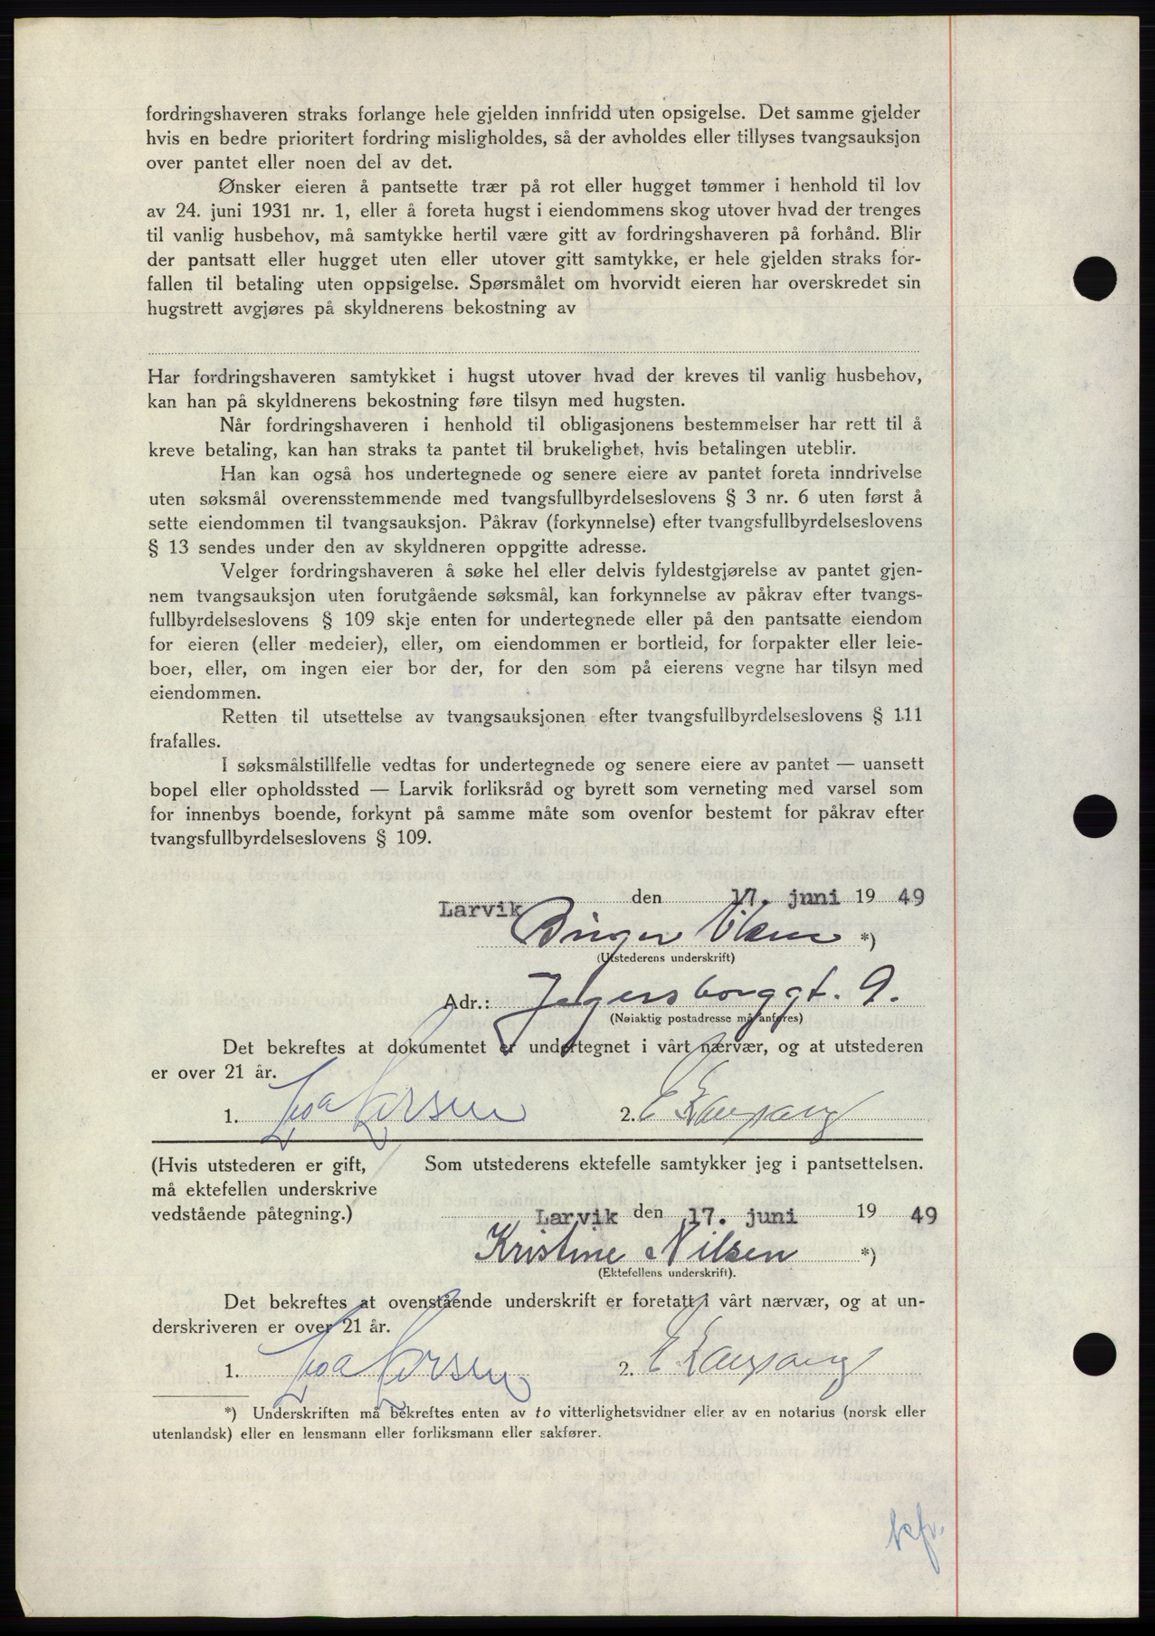 fordringshaveren straks forlange hele gjelden innfridd uten opsigelse. Det samme gjelder
hvis en bedre prioritert fordring misligholdes, så der avholdes eller tillyses tvangsauksjon
over pantet eller noen del av det.
Ønsker eieren å pantsette trær på rot eller hugget tømmer i henhold til lov
av 24. juni 1931 nr. 1, eller å foreta hugst i eiendommens skog utover hvad der trenges
til vanlig husbehov, må samtykke hertil være gitt av fordringshaveren på forhånd. Blir
der pantsatt eller hugget uten eller utover gitt samtykke, er hele gjelden straks for-
fallen til betaling uten oppsigelse. Spørsmålet om hvorvidt eieren har overskredet sin
hugstrett avgjøres på skyldnerens bekostning av
Har fordringshaveren samtykket i hugst utover hvad der kreves til vanlig husbehov,
kan han på skyldnerens bekostning føre tilsyn med hugsten.
Når fordringshaveren i henhold til obligasjonens bestemmelser har rett til å
kreve betaling, kan han straks ta pantet til brukelighet, hvis betalingen uteblir.
Han kan også hos undertegnede og senere eiere av pantet foreta inndrivelse
uten søksmål overensstemmende med tvangsfullbyrdelseslovens § 3 nr. 6 uten først å
sette eiendommen til tvangsauksjon. Påkrav (forkynnelse) efter tvangsfullbyrdelseslovens
§ 13 sendes under den av skyldneren oppgitte adresse.
Velger fordringshaveren å søke hel eller delvis fyldestgjørelse av pantet gjen-
nem tvangsauksjon uten forutgående søksmål, kan forkynnelse av påkrav efter tvangs-
fullbyrdelseslovens § 109 skje enten for undertegnede eller på den pantsatte eiendom
for eieren (eller medeier), eller, om eiendommen er bortleid, for forpakter eller leie-
boer, eller, om ingen eier bor der, for den som på eierens vegne har tilsyn med
eiendommen.
Retten til utsettelse av tvangsauksjonen efter tvangsfullbyrdelseslovens § 111
frafalles.
I søksmålstillfelle vedtas for undertegnede og senere eiere av pantet — uansett
bopel eller opholdssted — Larvik forliksråd og byrett som verneting med varsel som
for innenbys boende, forkynt på samme måte som ovenfor bestemt for påkrav efter
tvangsfullbyrdelseslovens § 109.
Larvik den 17. juni 1949
Birger Nilsen *)
(Utstederens underskrift)
Adr.: Jegersborggt. 9.
(Nøiaktig postadresse må anføres)
Det bekreftes at dokumentet er undertegnet i vårt nærvær, og at utstederen
er over 21 år.
1. Larsen 2. E
(Hvis utstederen er gift, Som utstederens ektefelle samtykker jeg i pantsettelsen.
må ektefellen underskrive
vedstående påtegning.) Larvik den 17. juni 1949
Kristine Nilsen *)
(Ektefellens underskrift).
Det bekreftes at ovenstående underskrift er foretatt i vårt nærvær, og at un-
derskriveren er over 21 år.
1. Larsen 2. E
*) Underskriften må bekreftes enten av to vitterlighetsvidner eller av en notarius (norsk eller
utenlandsk) eller en lensmann eller forliksmann eller sakfører.